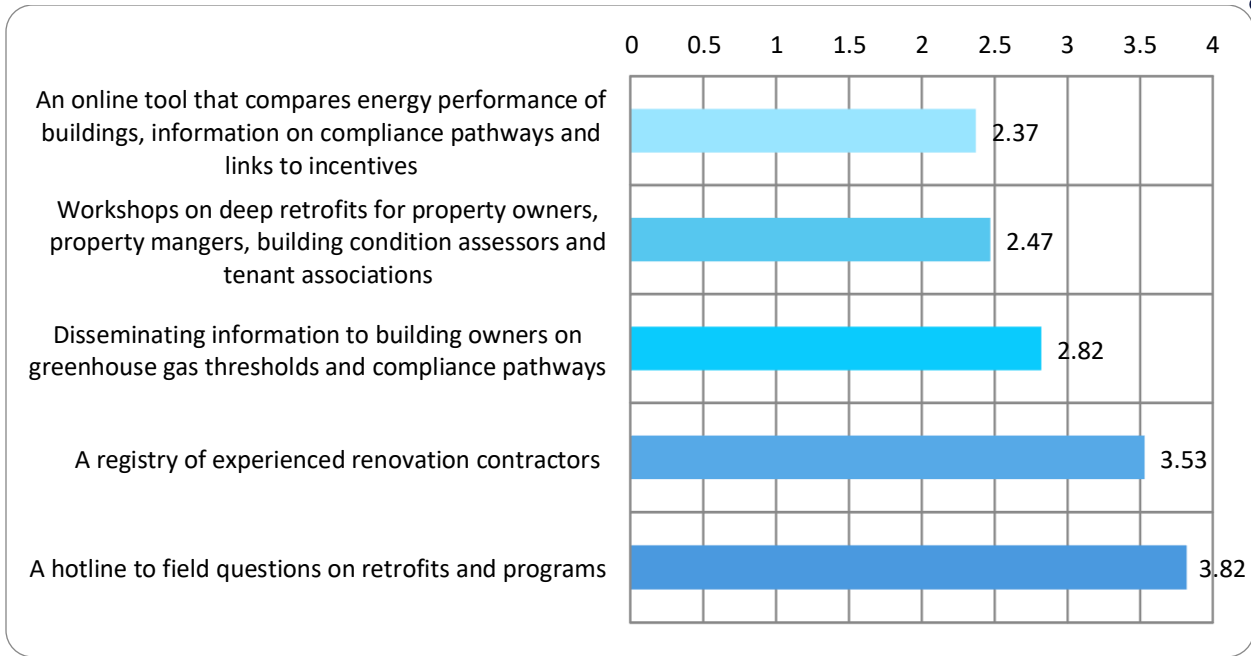 0 0.5 1 1.5 2 2.5 3 3.5 4
An online tool that compares energy performance of
buildings, information on compliance pathways and
links to incentives
2.37
Workshops on deep retrofits for property owners,
property mangers, building condition assessors and
tenant associations
2.47
Disseminating information to building owners on
greenhouse gas thresholds and compliance pathways
2.82
A registry of experienced renovation contractors
3.53
A hotline to field questions on retrofits and programs
3.82